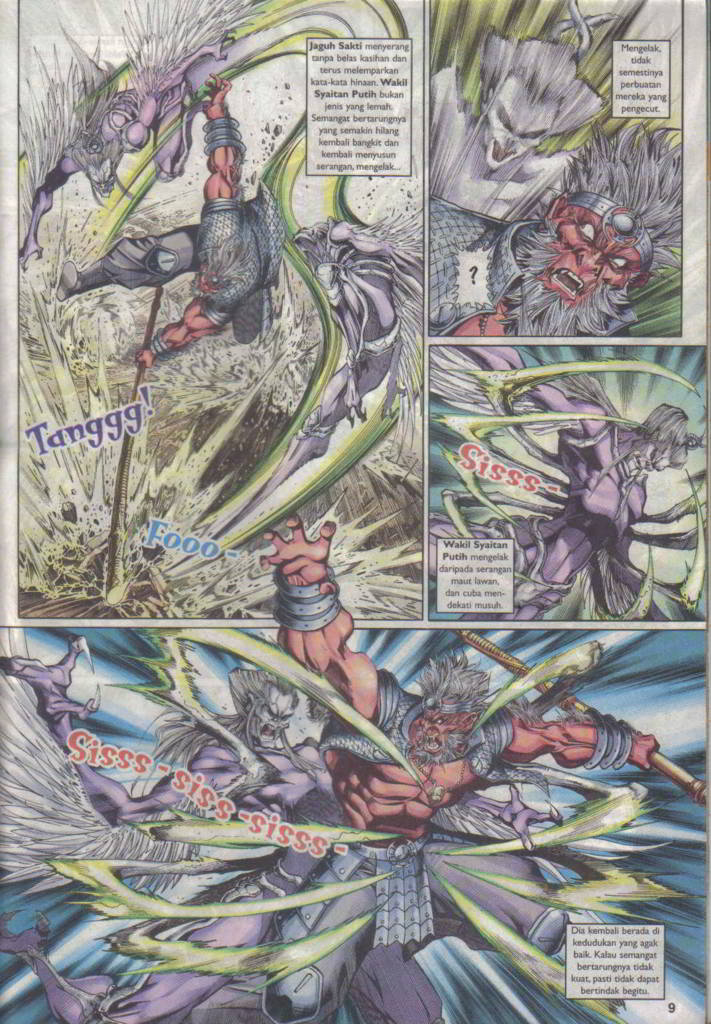 Jaguh Sakti menyerang
tanpa belas kasihan dan
terus melemparkan
kata-kata hinaan. Wakil
Syaitan Putih bukan
jenis yang lemah.
Semangat bertarungnya
yang semakin hilang
kembali bangkit dan
kembali menyusun
serangan, mengelak...
Tanggg!
Fooo -
Mengelak,
tidak
semestinya
perbuatan
mereka yang
pengecut.
?
Sisss -
Wakil Syaitan
Putih mengelak
daripada serangan
maut lawan,
dan cuba men-
dekati musuh.
Sisss - siss - sisss -
Dia kembali berada di
kedudukan yang agak
baik. Kalau semangat
bertarungnya tidak
kuat, pasti tidak dapat
bertindak begitu.
9